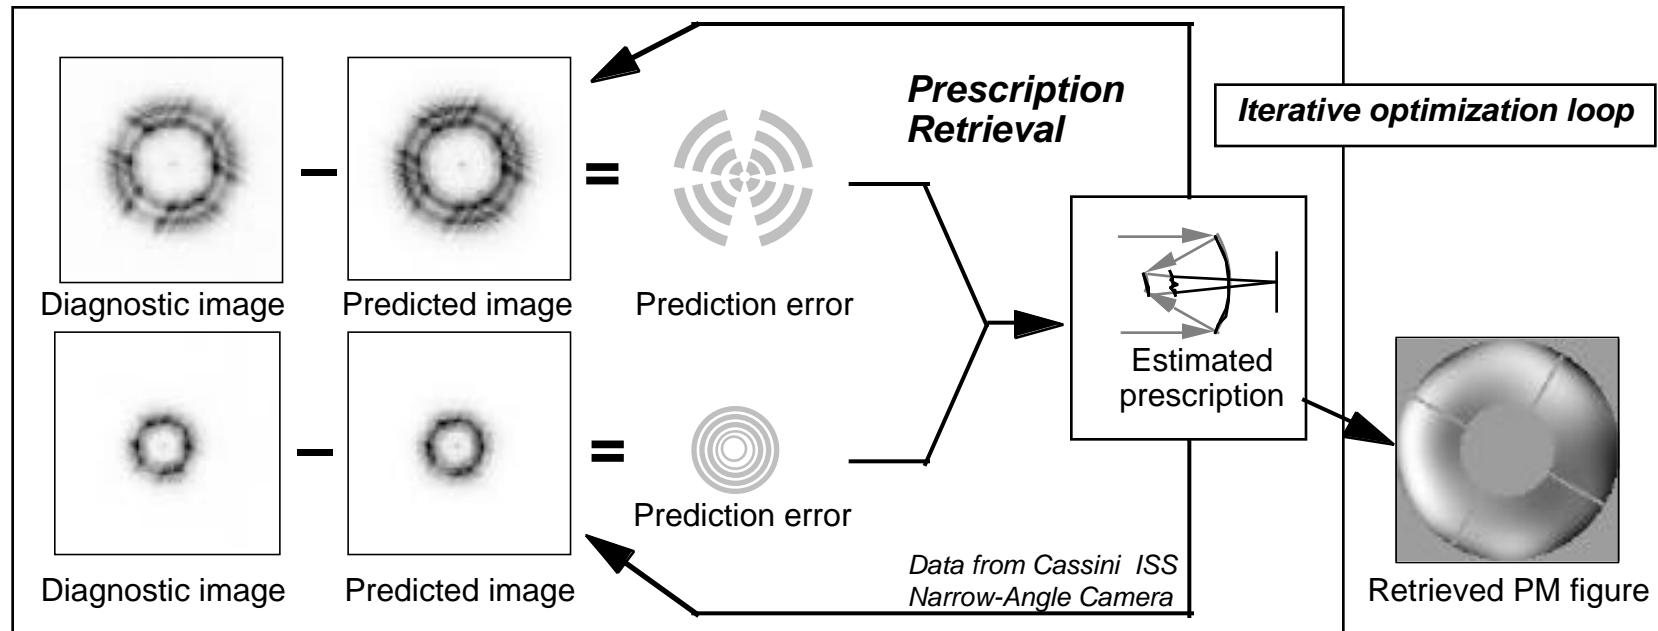 Prescription
Retrieval
Iterative optimization loop
Diagnostic image
Predicted image
Prediction error
Estimated
prescription
Prediction error
Data from Cassini ISS
Narrow-Angle Camera
Diagnostic image
Predicted image
Retrieved PM figure